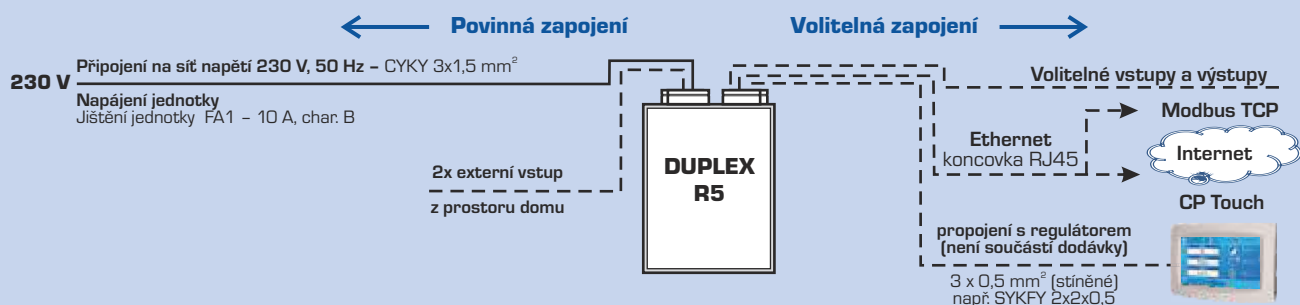 Povinná zapojení
Volitelná zapojení
230 V
Připojení na síť napětí 230 V, 50 Hz – CYKY 3x1,5 mm²
Napájení jednotky
Jištění jednotky FA1 – 10 A, char. B
2x externí vstup
z prostoru domu
DUPLEX
R5
Volitelné vstupy a výstupy
Modbus TCP
Ethernet
koncovka RJ45
Internet
CP Touch
propojení s regulátorem
(není součástí dodávky)
3 x 0,5 mm² (stíněné)
např. SYKFY 2x2x0,5